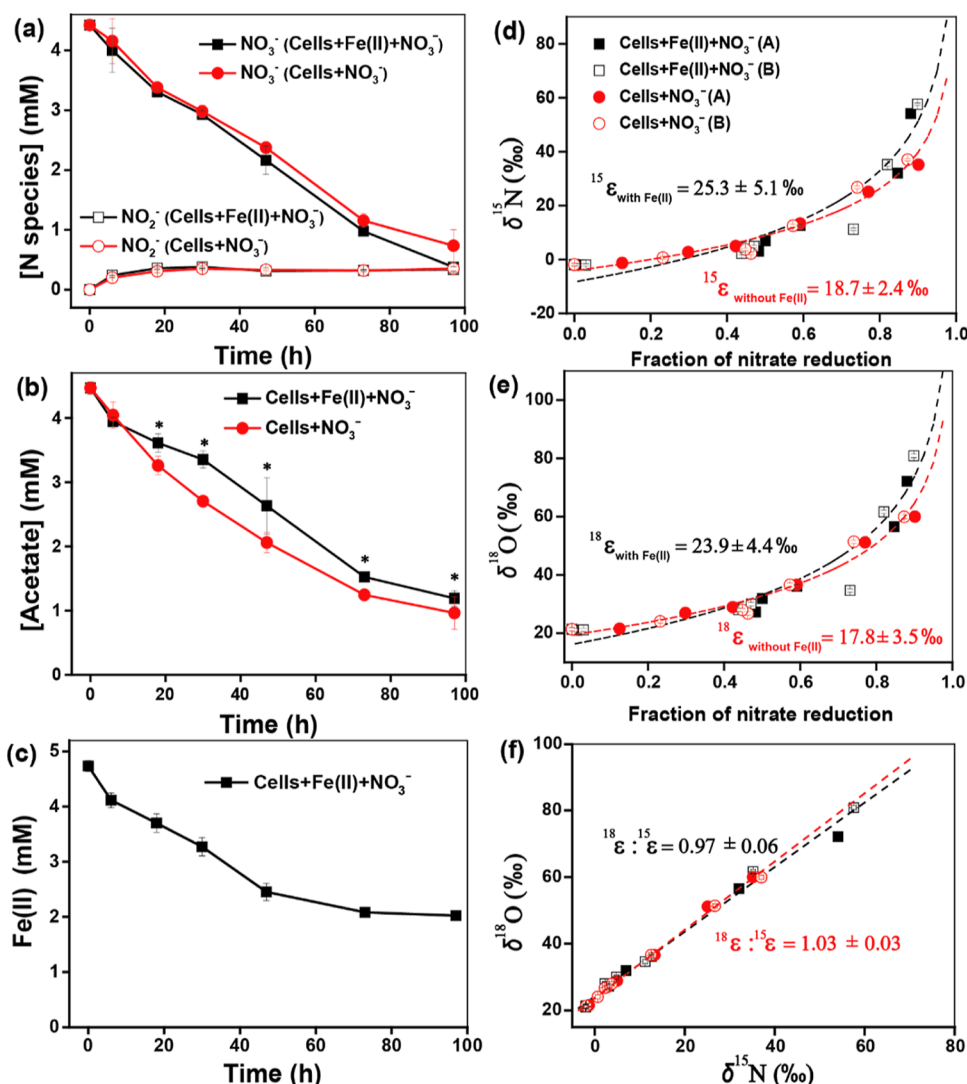 (a)
[N species] (mM)
4
2
0
NO₃⁻ (Cells+Fe(II)+NO₃⁻)
NO₃⁻ (Cells+NO₃⁻)
NO₂⁻ (Cells+Fe(II)+NO₃⁻)
NO₂⁻ (Cells+NO₃⁻)
0 20 40 60 80 100
Time (h)
(d)
δ¹⁵N (‰)
80
60
40
20
0
-20
Cells+Fe(II)+NO₃⁻(A)
Cells+Fe(II)+NO₃⁻(B)
Cells+NO₃⁻(A)
Cells+NO₃⁻(B)
¹⁵ε with Fe(II) = 25.3 ± 5.1 ‰
¹⁵ε without Fe(II) = 18.7 ± 2.4 ‰
0.0 0.2 0.4 0.6 0.8 1.0
Fraction of nitrate reduction
(b)
[Acetate] (mM)
4
2
0
Cells+Fe(II)+NO₃⁻
Cells+NO₃⁻
* * * * *
0 20 40 60 80 100
Time (h)
(e)
δ¹⁸O (‰)
100
80
60
40
20
0
¹⁸ε with Fe(II) = 23.9 ± 4.4 ‰
¹⁸ε without Fe(II) = 17.8 ± 3.5 ‰
0.0 0.2 0.4 0.6 0.8 1.0
Fraction of nitrate reduction
(c)
Fe(II) (mM)
5
4
3
2
1
0
Cells+Fe(II)+NO₃⁻
0 20 40 60 80 100
Time (h)
(f)
δ¹⁸O (‰)
100
80
60
40
20
¹⁸ε :¹⁵ε = 0.97 ± 0.06
¹⁸ε :¹⁵ε = 1.03 ± 0.03
0 20 40 60 80
δ¹⁵N (‰)